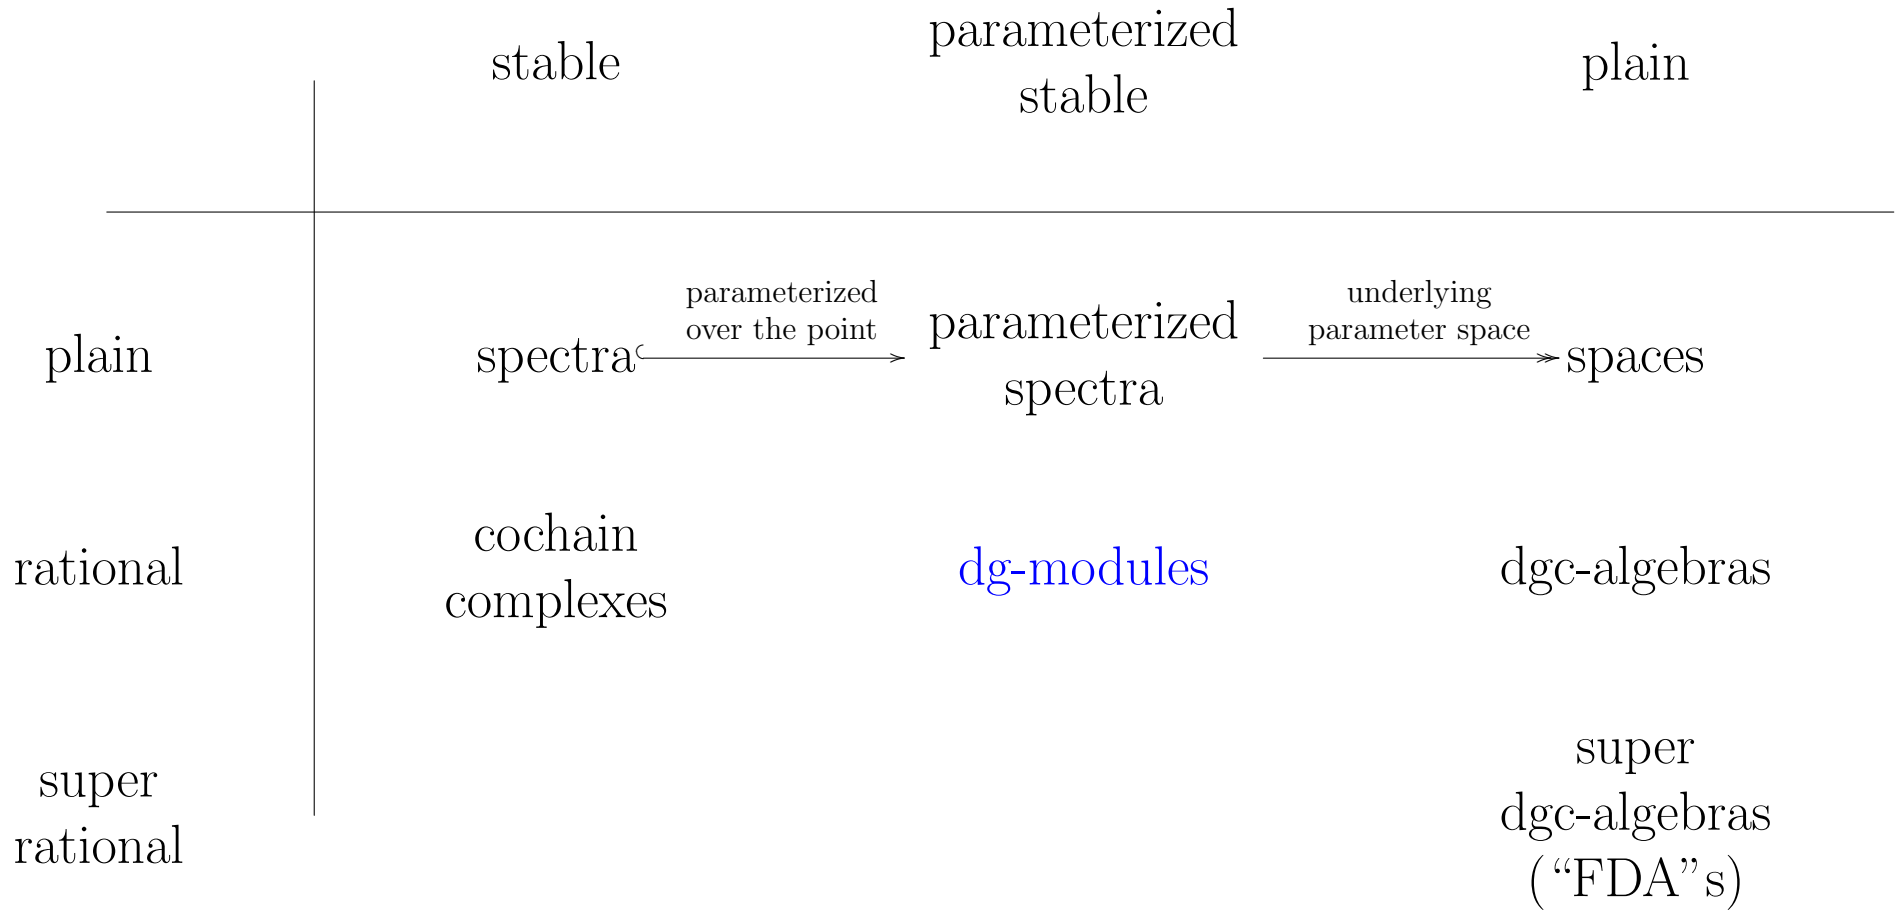 stable
parameterized
stable
plain
plain
spectra
parameterized
over the point
parameterized
spectra
underlying
parameter space
spaces
rational
cochain
complexes
dg-modules
dgc-algebras
super
rational
super
dgc-algebras
(“FDA”s)